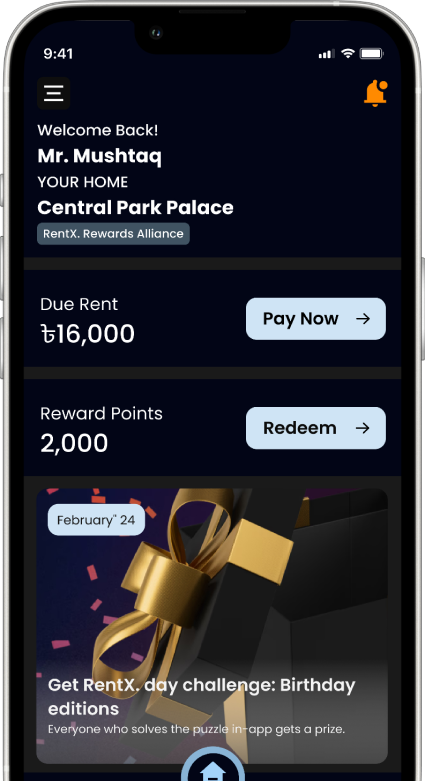 9:41
Welcome Back!
Mr. Mushtaq
YOUR HOME
Central Park Palace
RentX. Rewards Alliance
Due Rent
৳16,000
Pay Now →
Reward Points
2,000
Redeem →
February" 24
Get RentX. day challenge: Birthday
editions
Everyone who solves the puzzle in-app gets a prize.